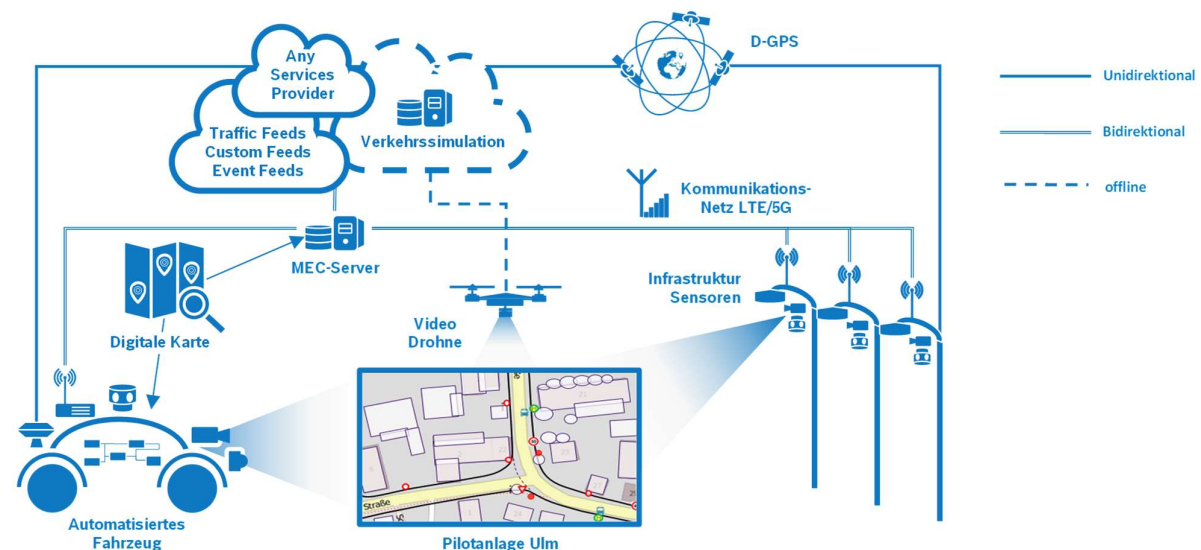 Any
Services
Provider
Traffic Feeds
Custom Feeds
Event Feeds
Verkehrssimulation
D-GPS
Unidirektional
Bidirektional
offline
Kommunikations-
Netz LTE/5G
MEC-Server
Infrastruktur
Sensoren
Digitale Karte
Video
Drohne
Straße
Automatisiertes
Fahrzeug
Pilotanlage Ulm